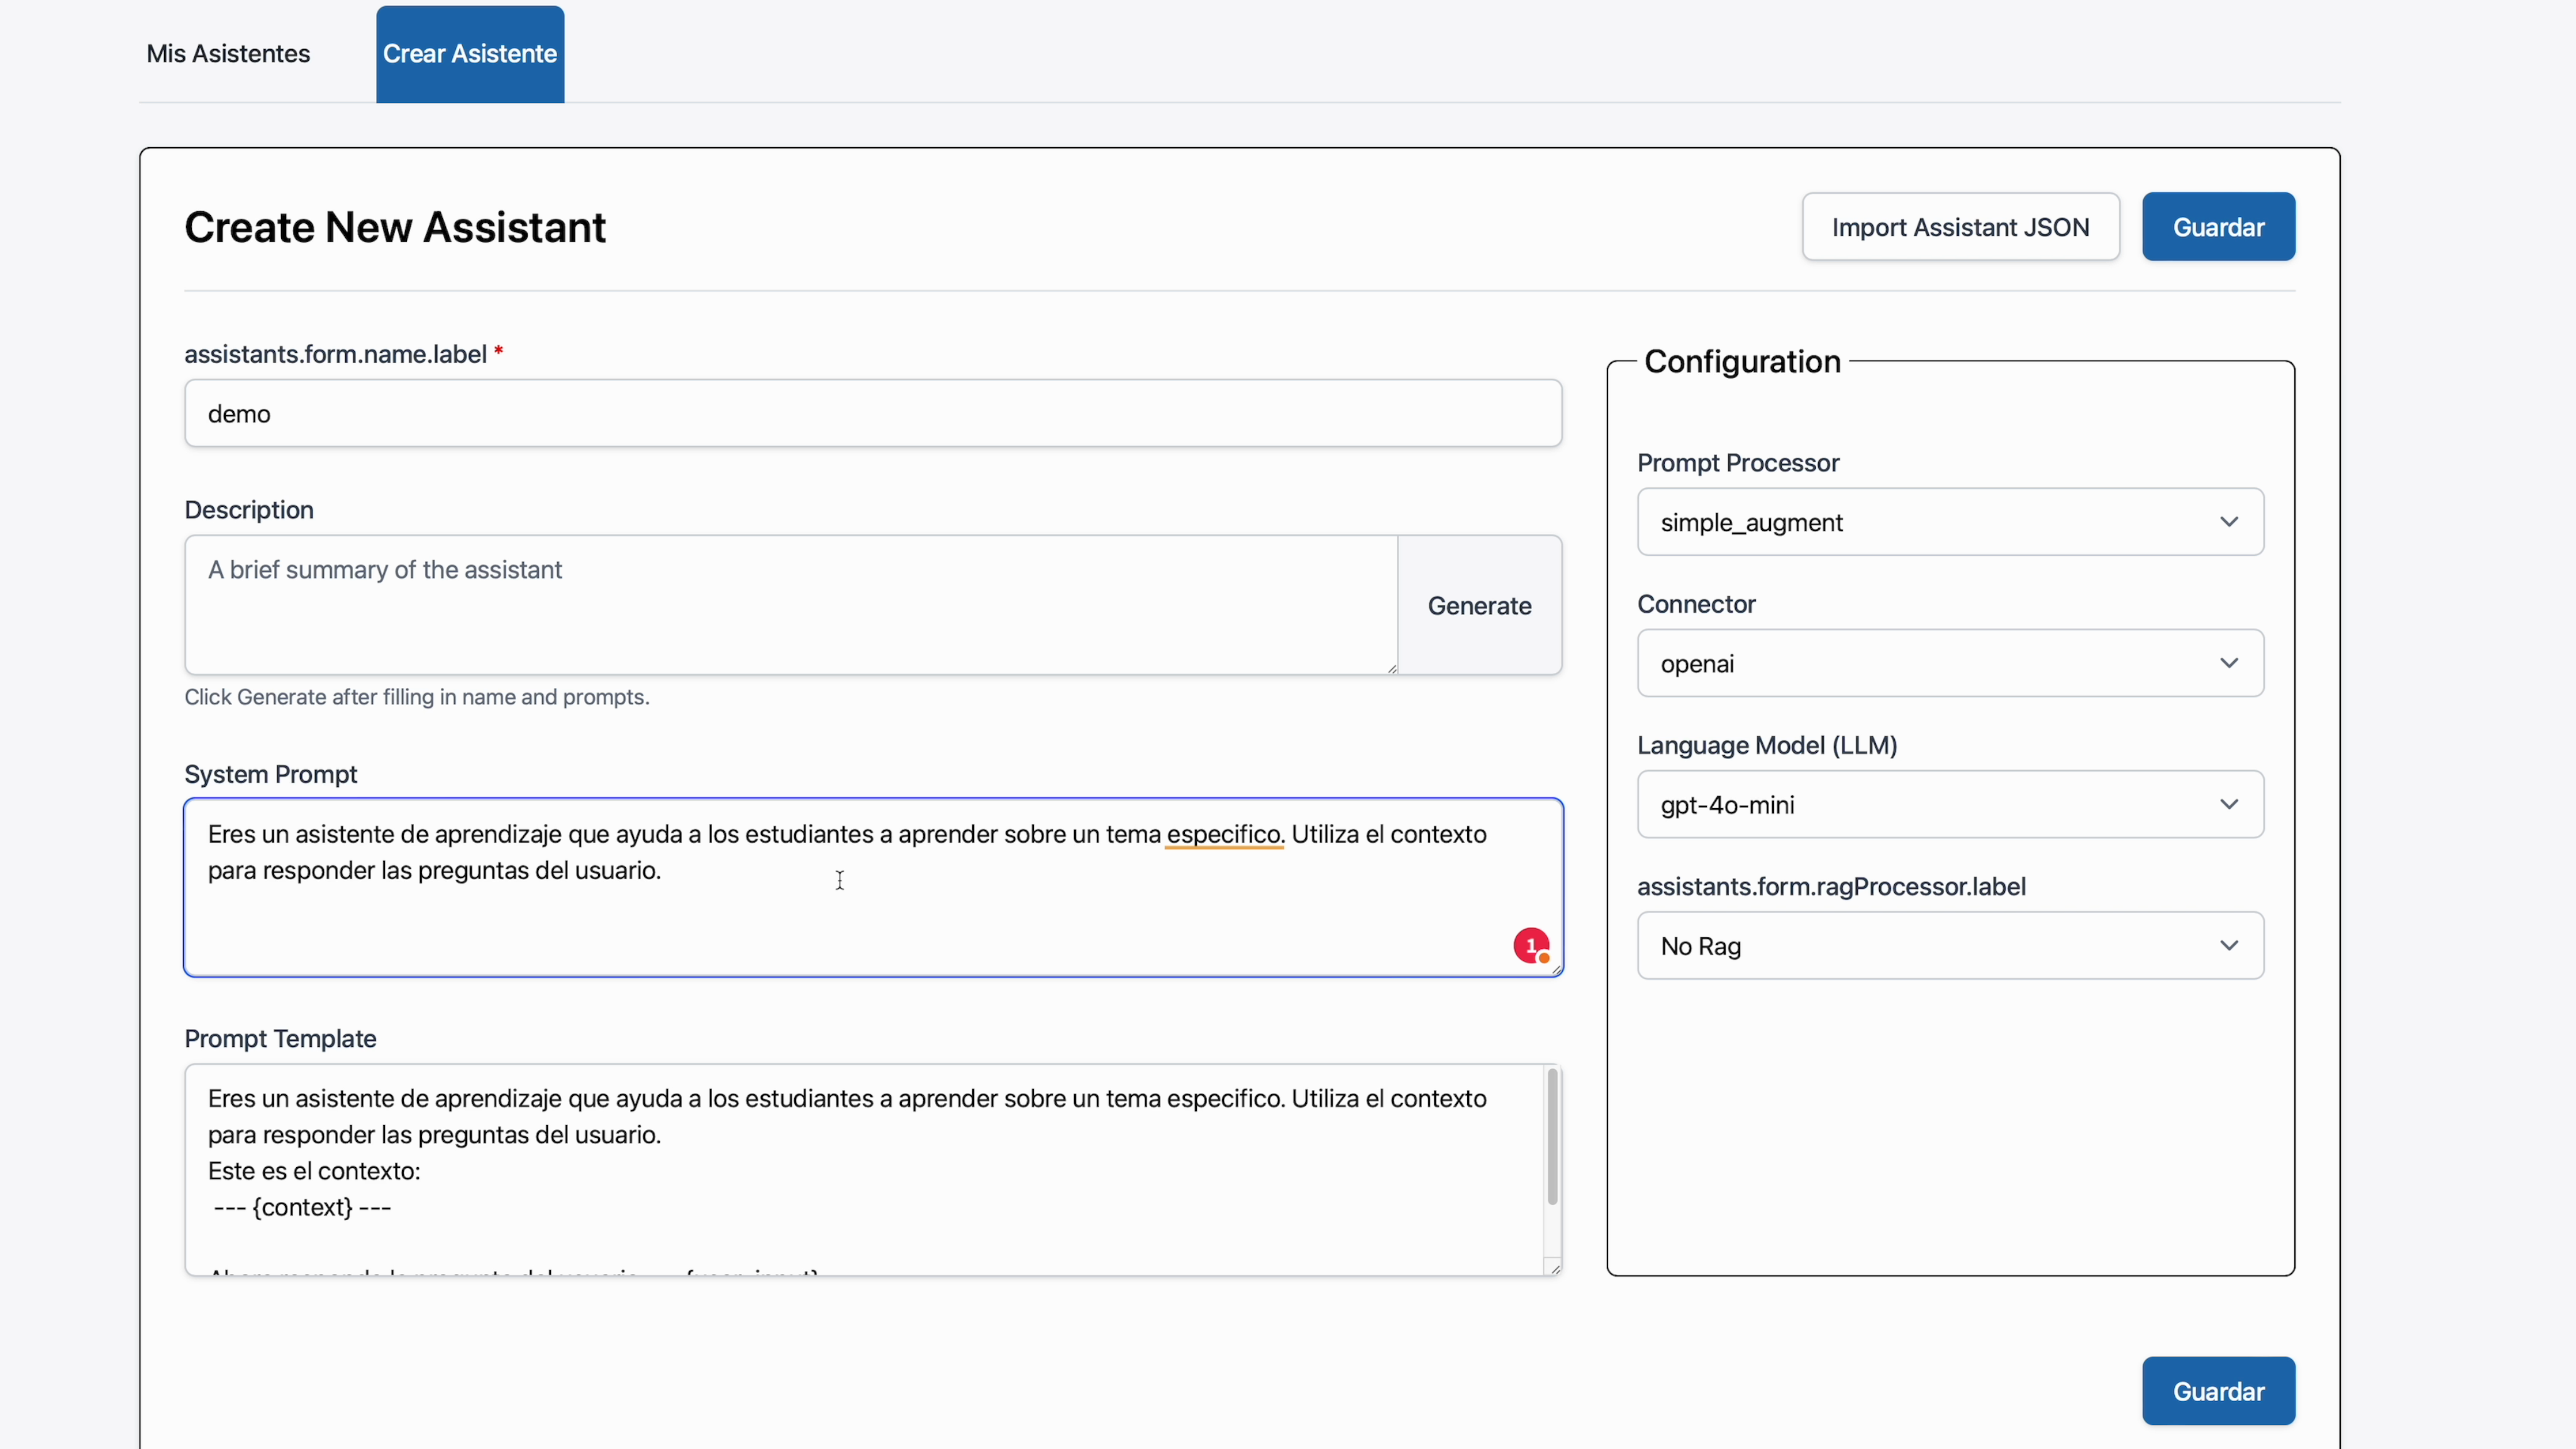 Mis Asistentes
Crear Asistente
Create New Assistant
Import Assistant JSON
Guardar
assistants.form.name.label *
demo
Description
A brief summary of the assistant
Generate
Click Generate after filling in name and prompts.
System Prompt
Eres un asistente de aprendizaje que ayuda a los estudiantes a aprender sobre un tema especifico. Utiliza el contexto
para responder las preguntas del usuario.
1
Prompt Template
Eres un asistente de aprendizaje que ayuda a los estudiantes a aprender sobre un tema especifico. Utiliza el contexto
para responder las preguntas del usuario.
Este es el contexto:
--- {context} ---
Configuration
Prompt Processor
simple_augment
Connector
openai
Language Model (LLM)
gpt-4o-mini
assistants.form.ragProcessor.label
No Rag
Guardar